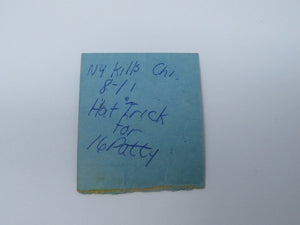 NY Kills Chi.
8-1
Hat Trick
for
16 Patty